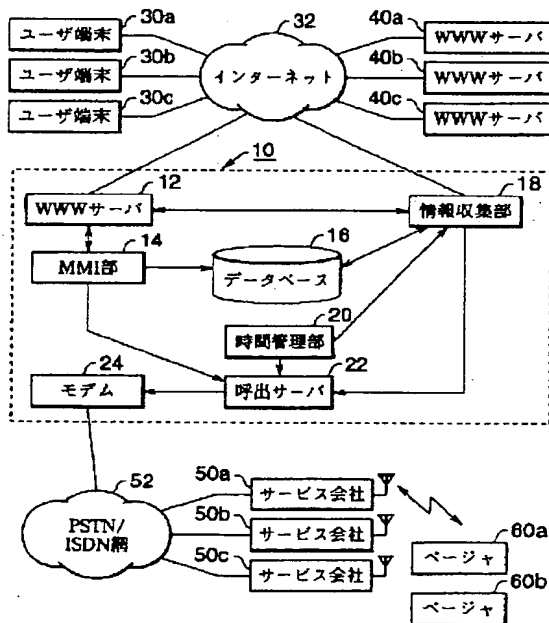 30a
ユーザ端末
30b
ユーザ端末
30c
ユーザ端末
32
インターネット
40a
WWWサーバ
40b
WWWサーバ
40c
WWWサーバ
10
12
WWWサーバ
14
MMI部
16
データベース
18
情報収集部
20
時間管理部
22
呼出サーバ
24
モデム
52
PSTN/
ISDN網
50a
サービス会社
50b
サービス会社
50c
サービス会社
60a
ページャ
60b
ページャ